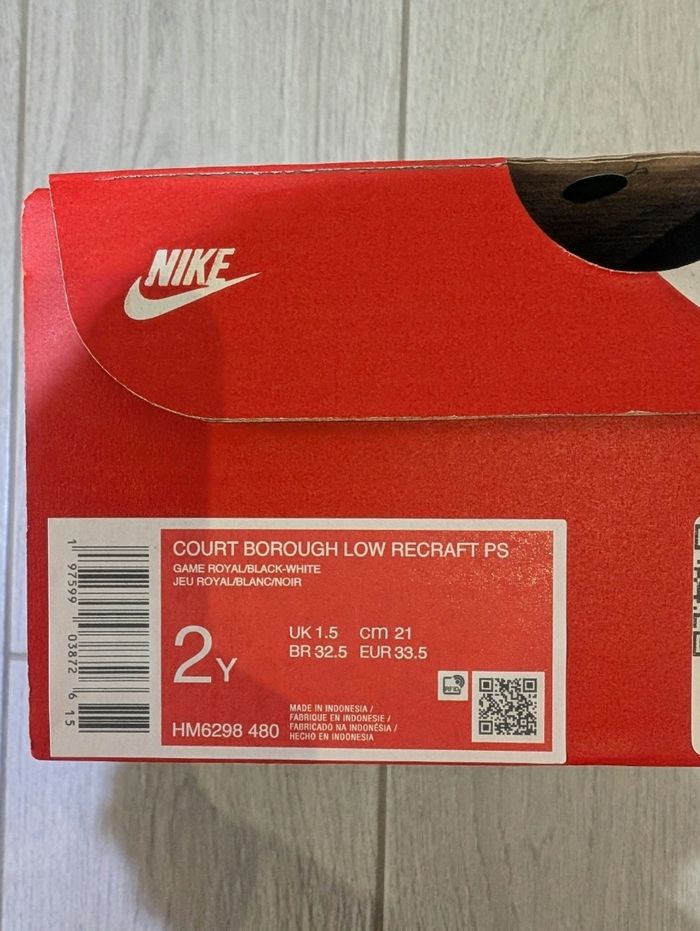 NIKE
COURT BOROUGH LOW RECRAFT PS
GAME ROYAL/BLACK-WHITE
JEU ROYAL/BLANC/NOIR
2Y
UK 1.5 cm 21
BR 32.5 EUR 33.5
RFID
HM6298 480
MADE IN INDONESIA /
FABRIQUE EN INDONESIE /
FABRICADO NA INDONÉSIA /
HECHO EN INDONESIA
1 97599 03872 6 15